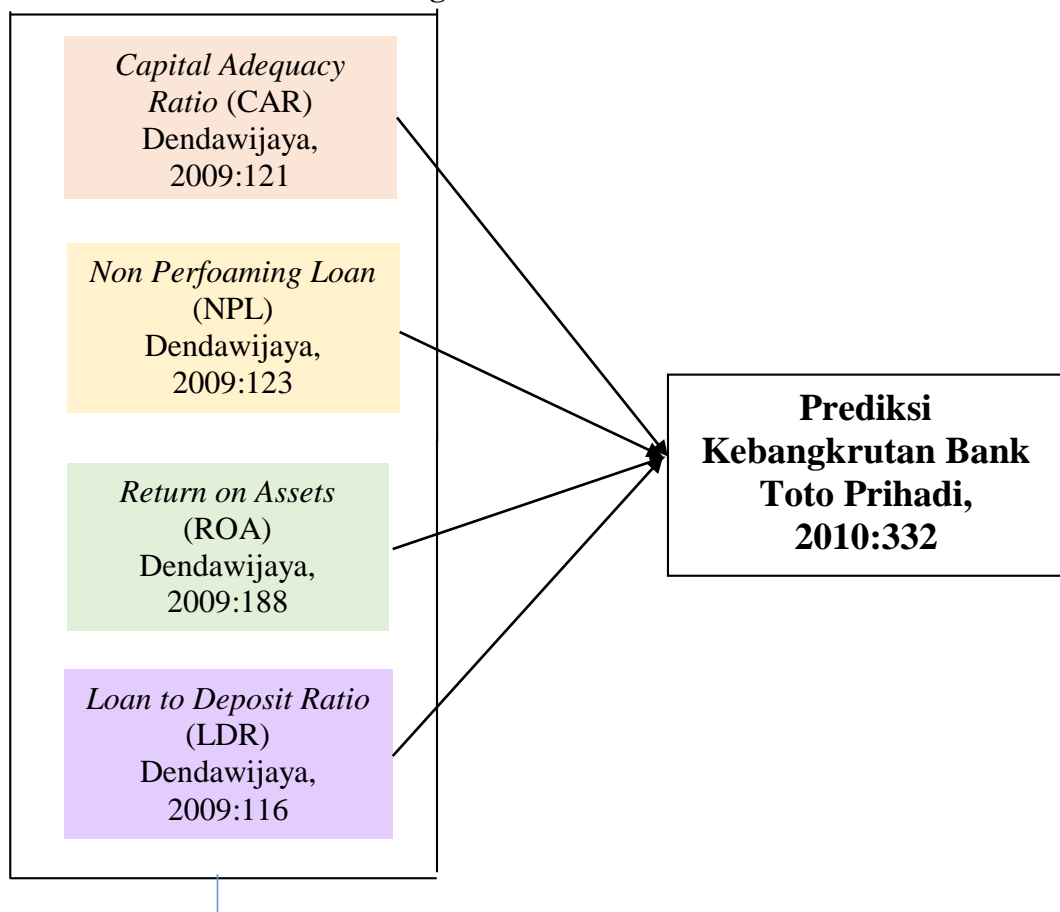 Capital Adequacy
Ratio (CAR)
Dendawijaya,
2009:121
Non Perfoaming Loan
(NPL)
Dendawijaya,
2009:123
Return on Assets
(ROA)
Dendawijaya,
2009:188
Loan to Deposit Ratio
(LDR)
Dendawijaya,
2009:116
Prediksi
Kebangkrutan Bank
Toto Prihadi,
2010:332